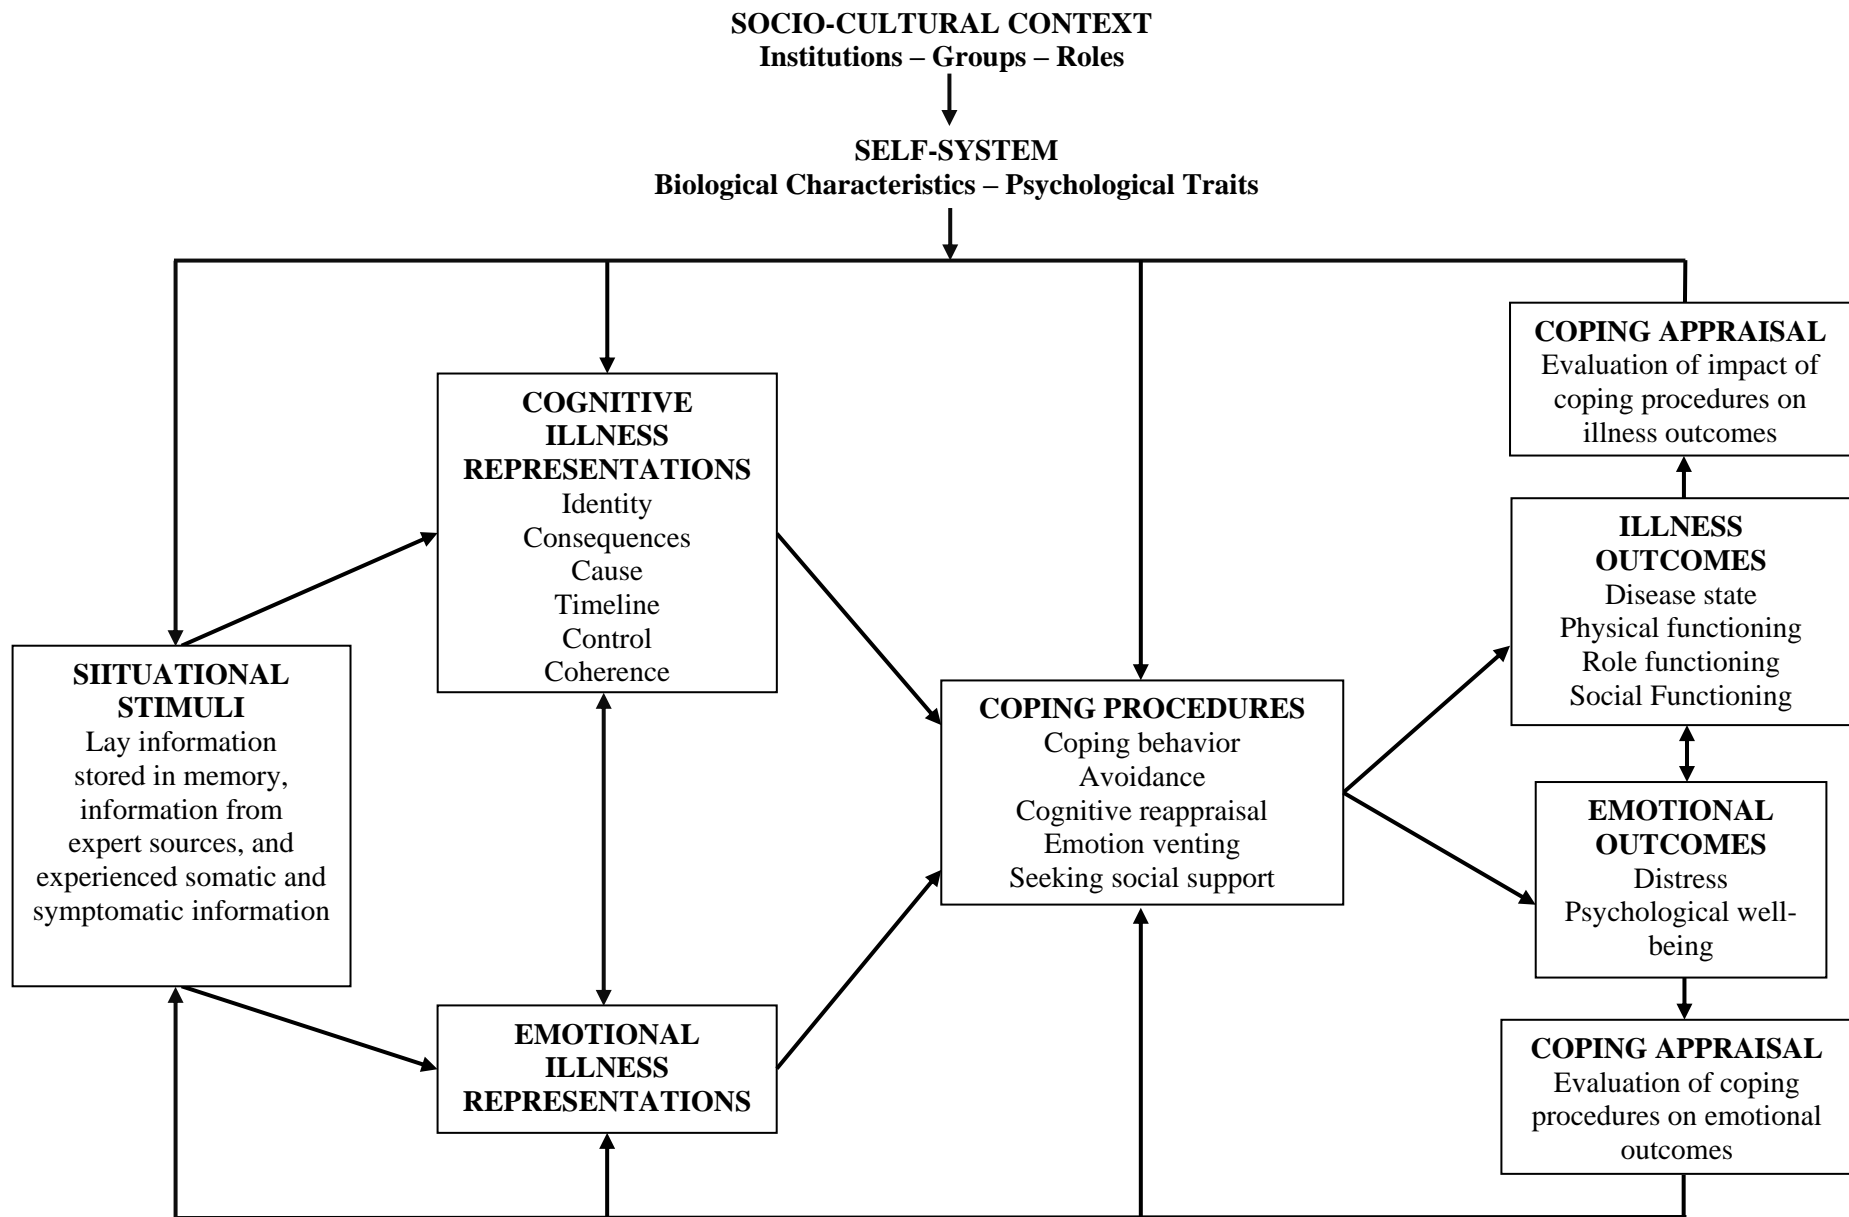 SOCIO-CULTURAL CONTEXT
Institutions – Groups – Roles
SELF-SYSTEM
Biological Characteristics – Psychological Traits
SIITUATIONAL
STIMULI
Lay information
stored in memory,
information from
expert sources, and
experienced somatic and
symptomatic information
COGNITIVE
ILLNESS
REPRESENTATIONS
Identity
Consequences
Cause
Timeline
Control
Coherence
EMOTIONAL
ILLNESS
REPRESENTATIONS
COPING PROCEDURES
Coping behavior
Avoidance
Cognitive reappraisal
Emotion venting
Seeking social support
COPING APPRAISAL
Evaluation of impact of
coping procedures on
illness outcomes
ILLNESS
OUTCOMES
Disease state
Physical functioning
Role functioning
Social Functioning
EMOTIONAL
OUTCOMES
Distress
Psychological well-
being
COPING APPRAISAL
Evaluation of coping
procedures on emotional
outcomes